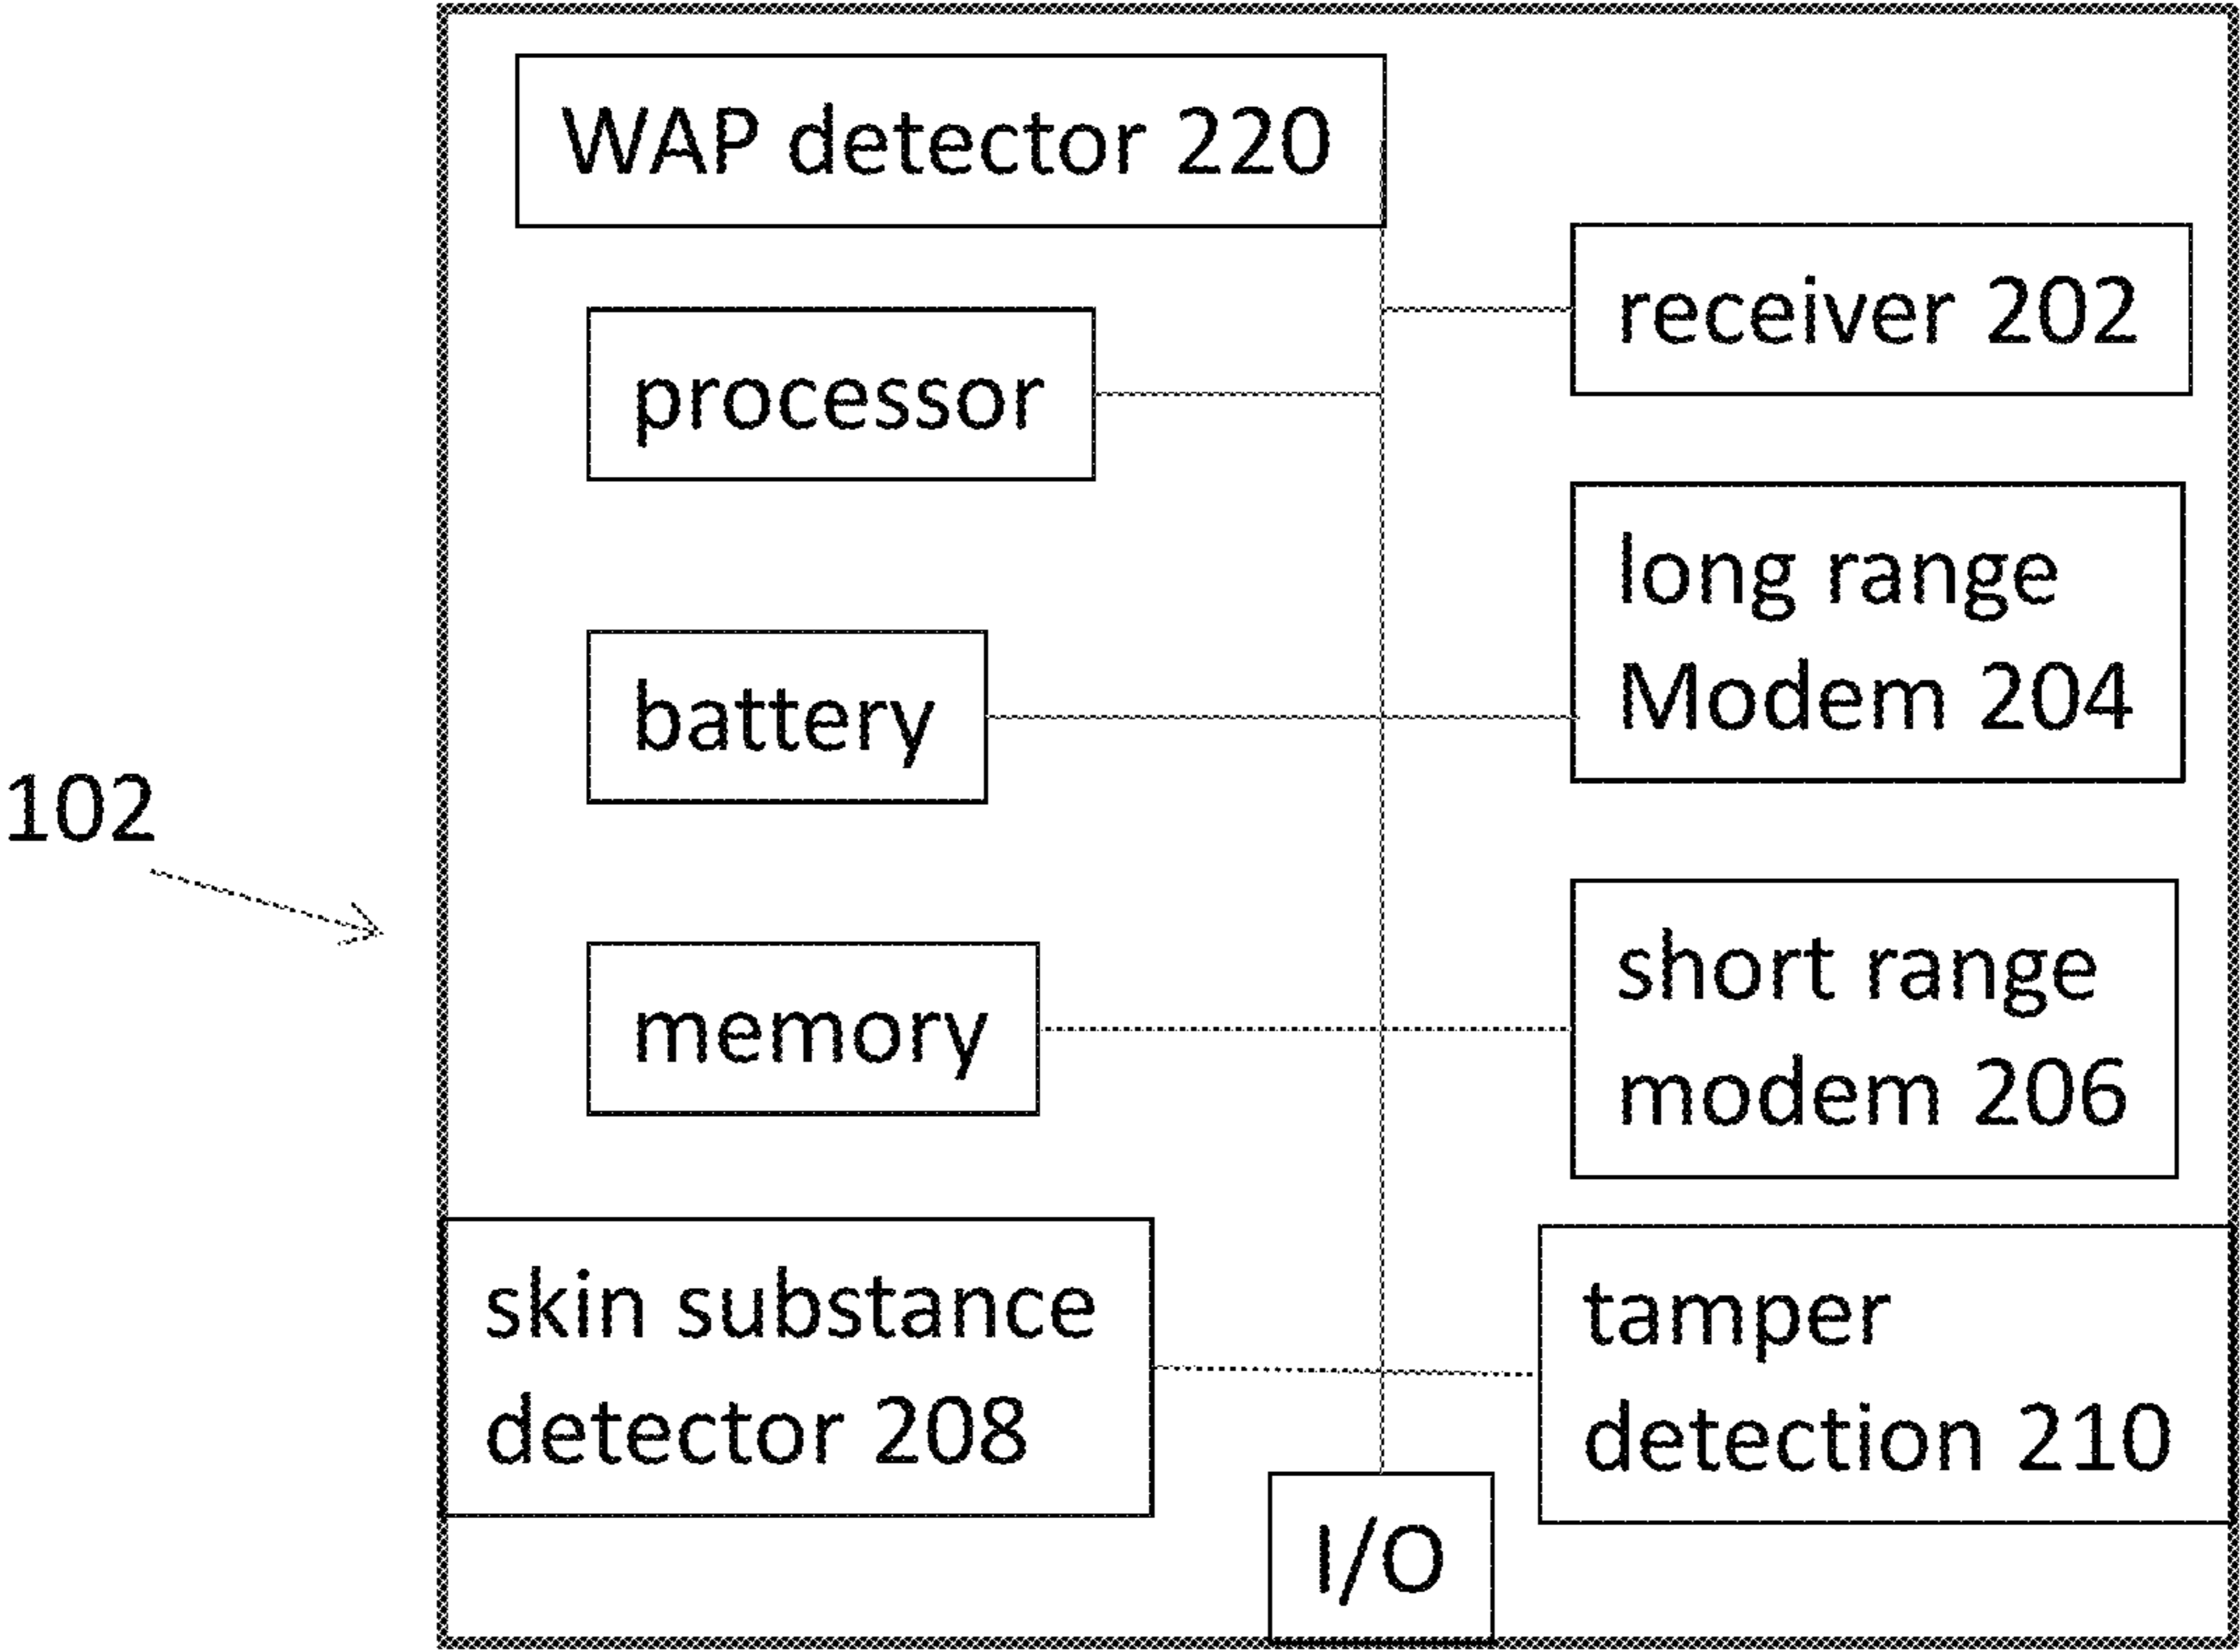 WAP detector 220
receiver 202
processor
long range
Modem 204
battery
102
short range
modem 206
memory
skin substance
detector 208
tamper
detection 210
I/O